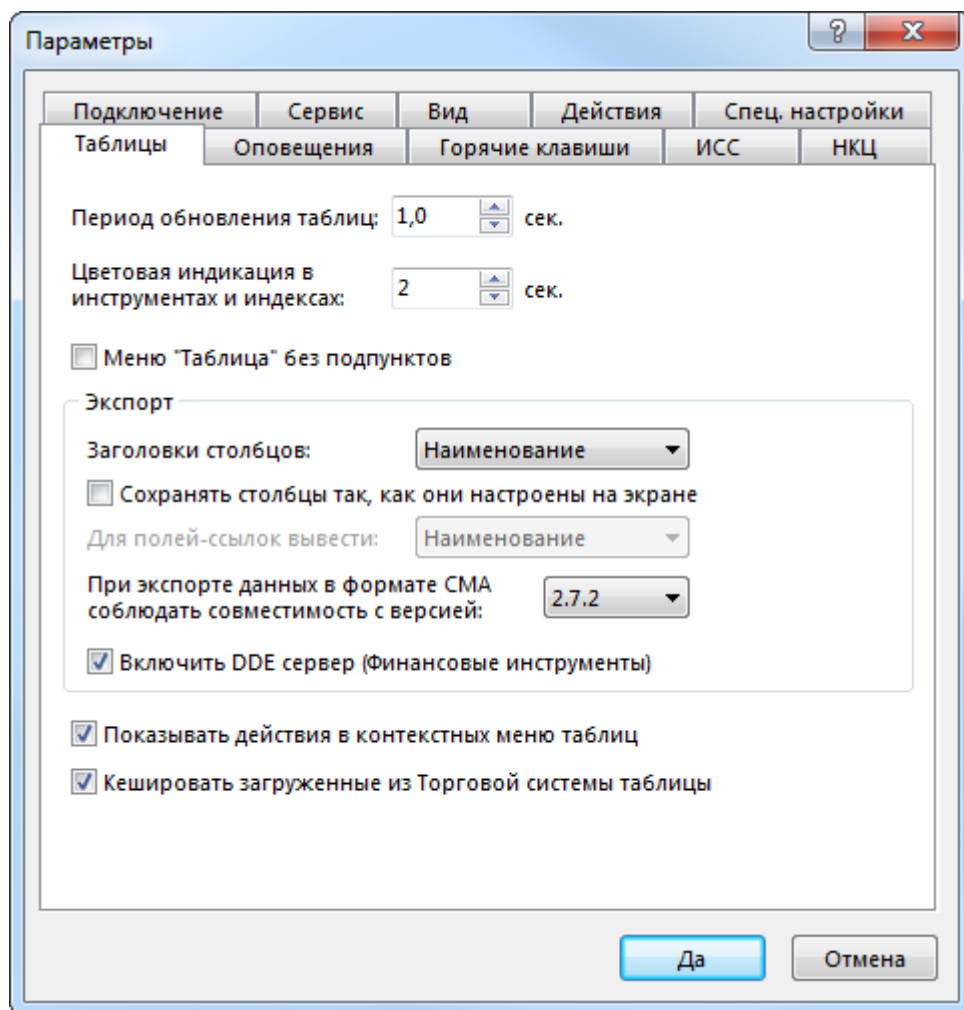 Параметры
Подключение Сервис Вид Действия Спец. настройки
Таблицы Оповещения Горячие клавиши ИСС НКЦ
Период обновления таблиц: 1,0 сек.
Цветовая индикация в
инструментах и индексах: 2 сек.
Меню "Таблица" без подпунктов
Экспорт
Заголовки столбцов: Наименование
Сохранять столбцы так, как они настроены на экране
Для полей-ссылок вывести: Наименование
При экспорте данных в формате СМА
соблюдать совместимость с версией: 2.7.2
Включить DDE сервер (Финансовые инструменты)
Показывать действия в контекстных меню таблиц
Кешировать загруженные из Торговой системы таблицы
Да Отмена